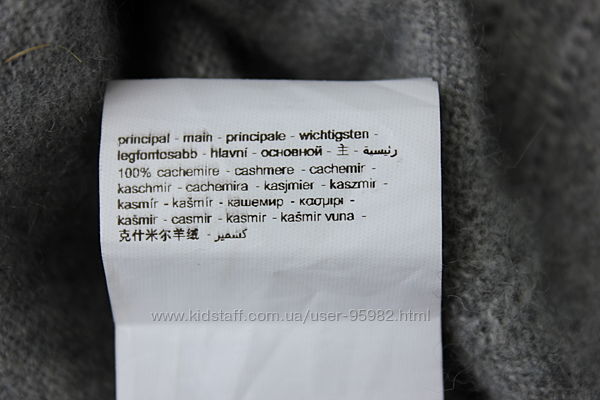 principal - main - principale - wichtigsten -
legfontosabb - hlavní - основной - 主 - رئيسية
100% cachemire - cashmere - cachemir -
kaschmir - cachemira - kasjmier - kaszmir -
kasmír - kašmír - кашемир - κασμιρι -
kašmir - casmir - kasmir - kašmir vuna -
克什米尔羊绒 - كشمير
www.kidstaff.com.ua/user-95982.html